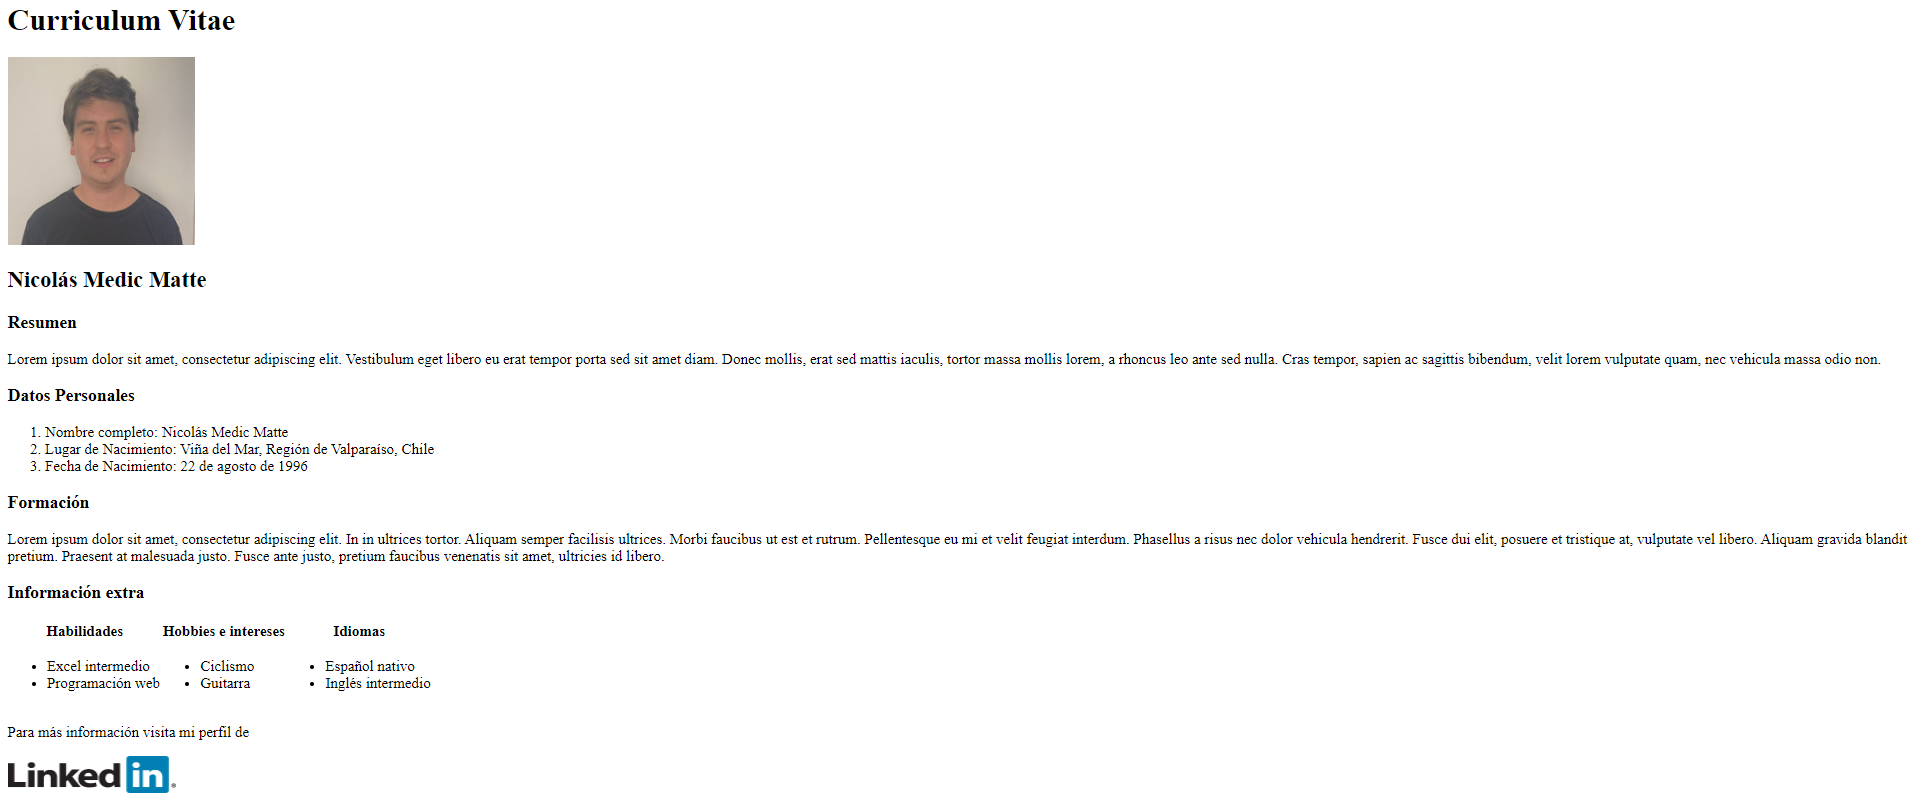 Curriculum Vitae
Nicolás Medic Matte
Resumen
Lorem ipsum dolor sit amet, consectetur adipiscing elit. Vestibulum eget libero eu erat tempor porta sed sit amet diam. Donec mollis, erat sed mattis iaculis, tortor massa mollis lorem, a rhoncus leo ante sed nulla. Cras tempor, sapien ac sagittis bibendum, velit lorem vulputate quam, nec vehicula massa odio non.
Datos Personales
1. Nombre completo: Nicolás Medic Matte
2. Lugar de Nacimiento: Viña del Mar, Región de Valparaíso, Chile
3. Fecha de Nacimiento: 22 de agosto de 1996
Formación
Lorem ipsum dolor sit amet, consectetur adipiscing elit. In in ultrices tortor. Aliquam semper facilisis ultrices. Morbi faucibus ut est et rutrum. Pellentesque eu mi et velit feugiat interdum. Phasellus a risus nec dolor vehicula hendrerit. Fusce dui elit, posuere et tristique at, vulputate vel libero. Aliquam gravida blandit
pretium. Praesent at malesuada justo. Fusce ante justo, pretium faucibus venenatis sit amet, ultricies id libero.
Información extra
Habilidades Hobbies e intereses Idiomas
• Excel intermedio • Ciclismo • Español nativo
• Programación web • Guitarra • Inglés intermedio
Para más información visita mi perfil de
Linked in